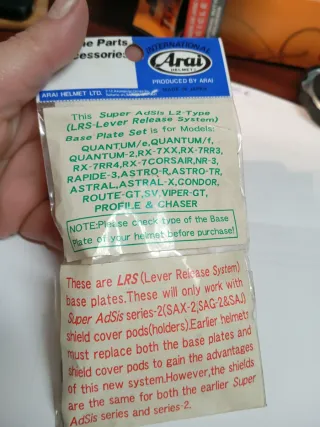 ne Parts
ccessories
INTERNATIONAL
Arai
HELMET
PRODUCED BY ARAI
ARAI HELMET LTD.
MADE IN JAPAN
This Super AdSis L2-Type
(LRS-Lever Release System)
Base Plate Set is for Models:
QUANTUM/e, QUANTUM/f,
QUANTUM-2, RX-7XX, RX-7RR3,
RX-7RR4, RX-7CORSAIR, NR-3,
RAPIDE-3, ASTRO-R, ASTRO-TR,
ASTRAL, ASTRAL-X, CONDOR,
ROUTE-GT, SV, VIPER-GT,
PROFILE & CHASER
NOTE:Please check type of the Base
Plate of your helmet before purchase!
These are LRS (Lever Release System)
base plates. These will only work with
Super AdSis series-2(SAX-2,SAG-2&SAJ)
shield cover pods(holders). Earlier helmets
must replace both the base plates and
shield cover pods to gain the advantages
of this new system. However, the shields
are the same for both the earlier Super
AdSis series and series-2.